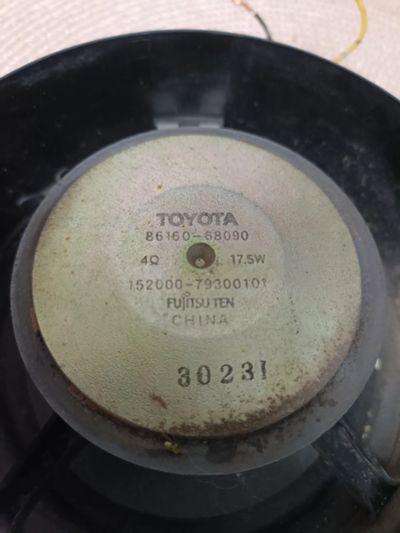 TOYOTA
86160-68090
4Ω 17.5W
152000-79300101
FUJITSU TEN
CHINA
30231